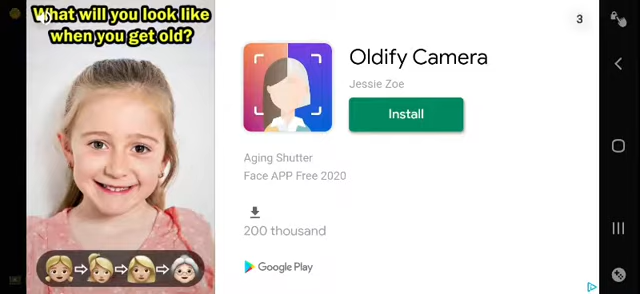 What will you look like
when you get old?
3
Oldify Camera
Jessie Zoe
Install
Aging Shutter
Face APP Free 2020
200 thousand
Google Play